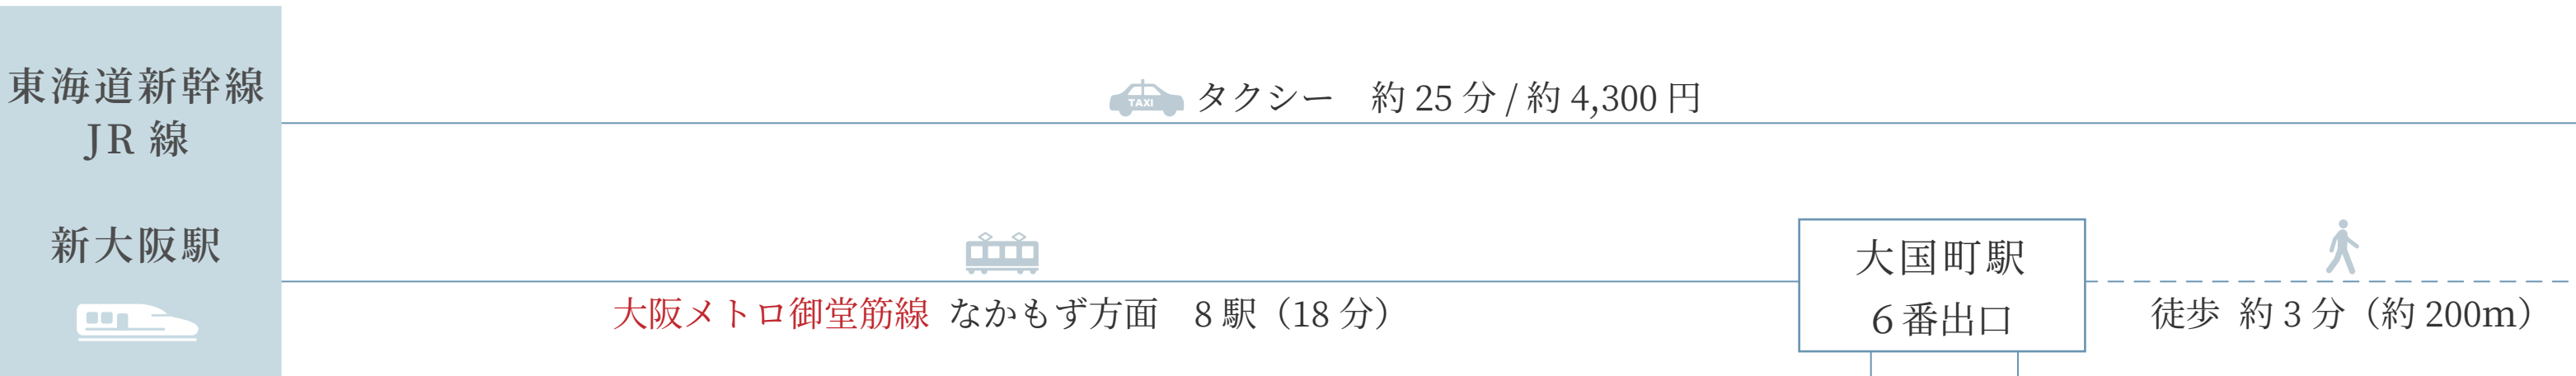 東海道新幹線
JR 線
新大阪駅
TAXI
タクシー 約 25 分 / 約 4,300 円
大阪メトロ御堂筋線 なかもず方面 8 駅（18 分）
大国町駅
６番出口
徒歩 約 3 分（約 200m）